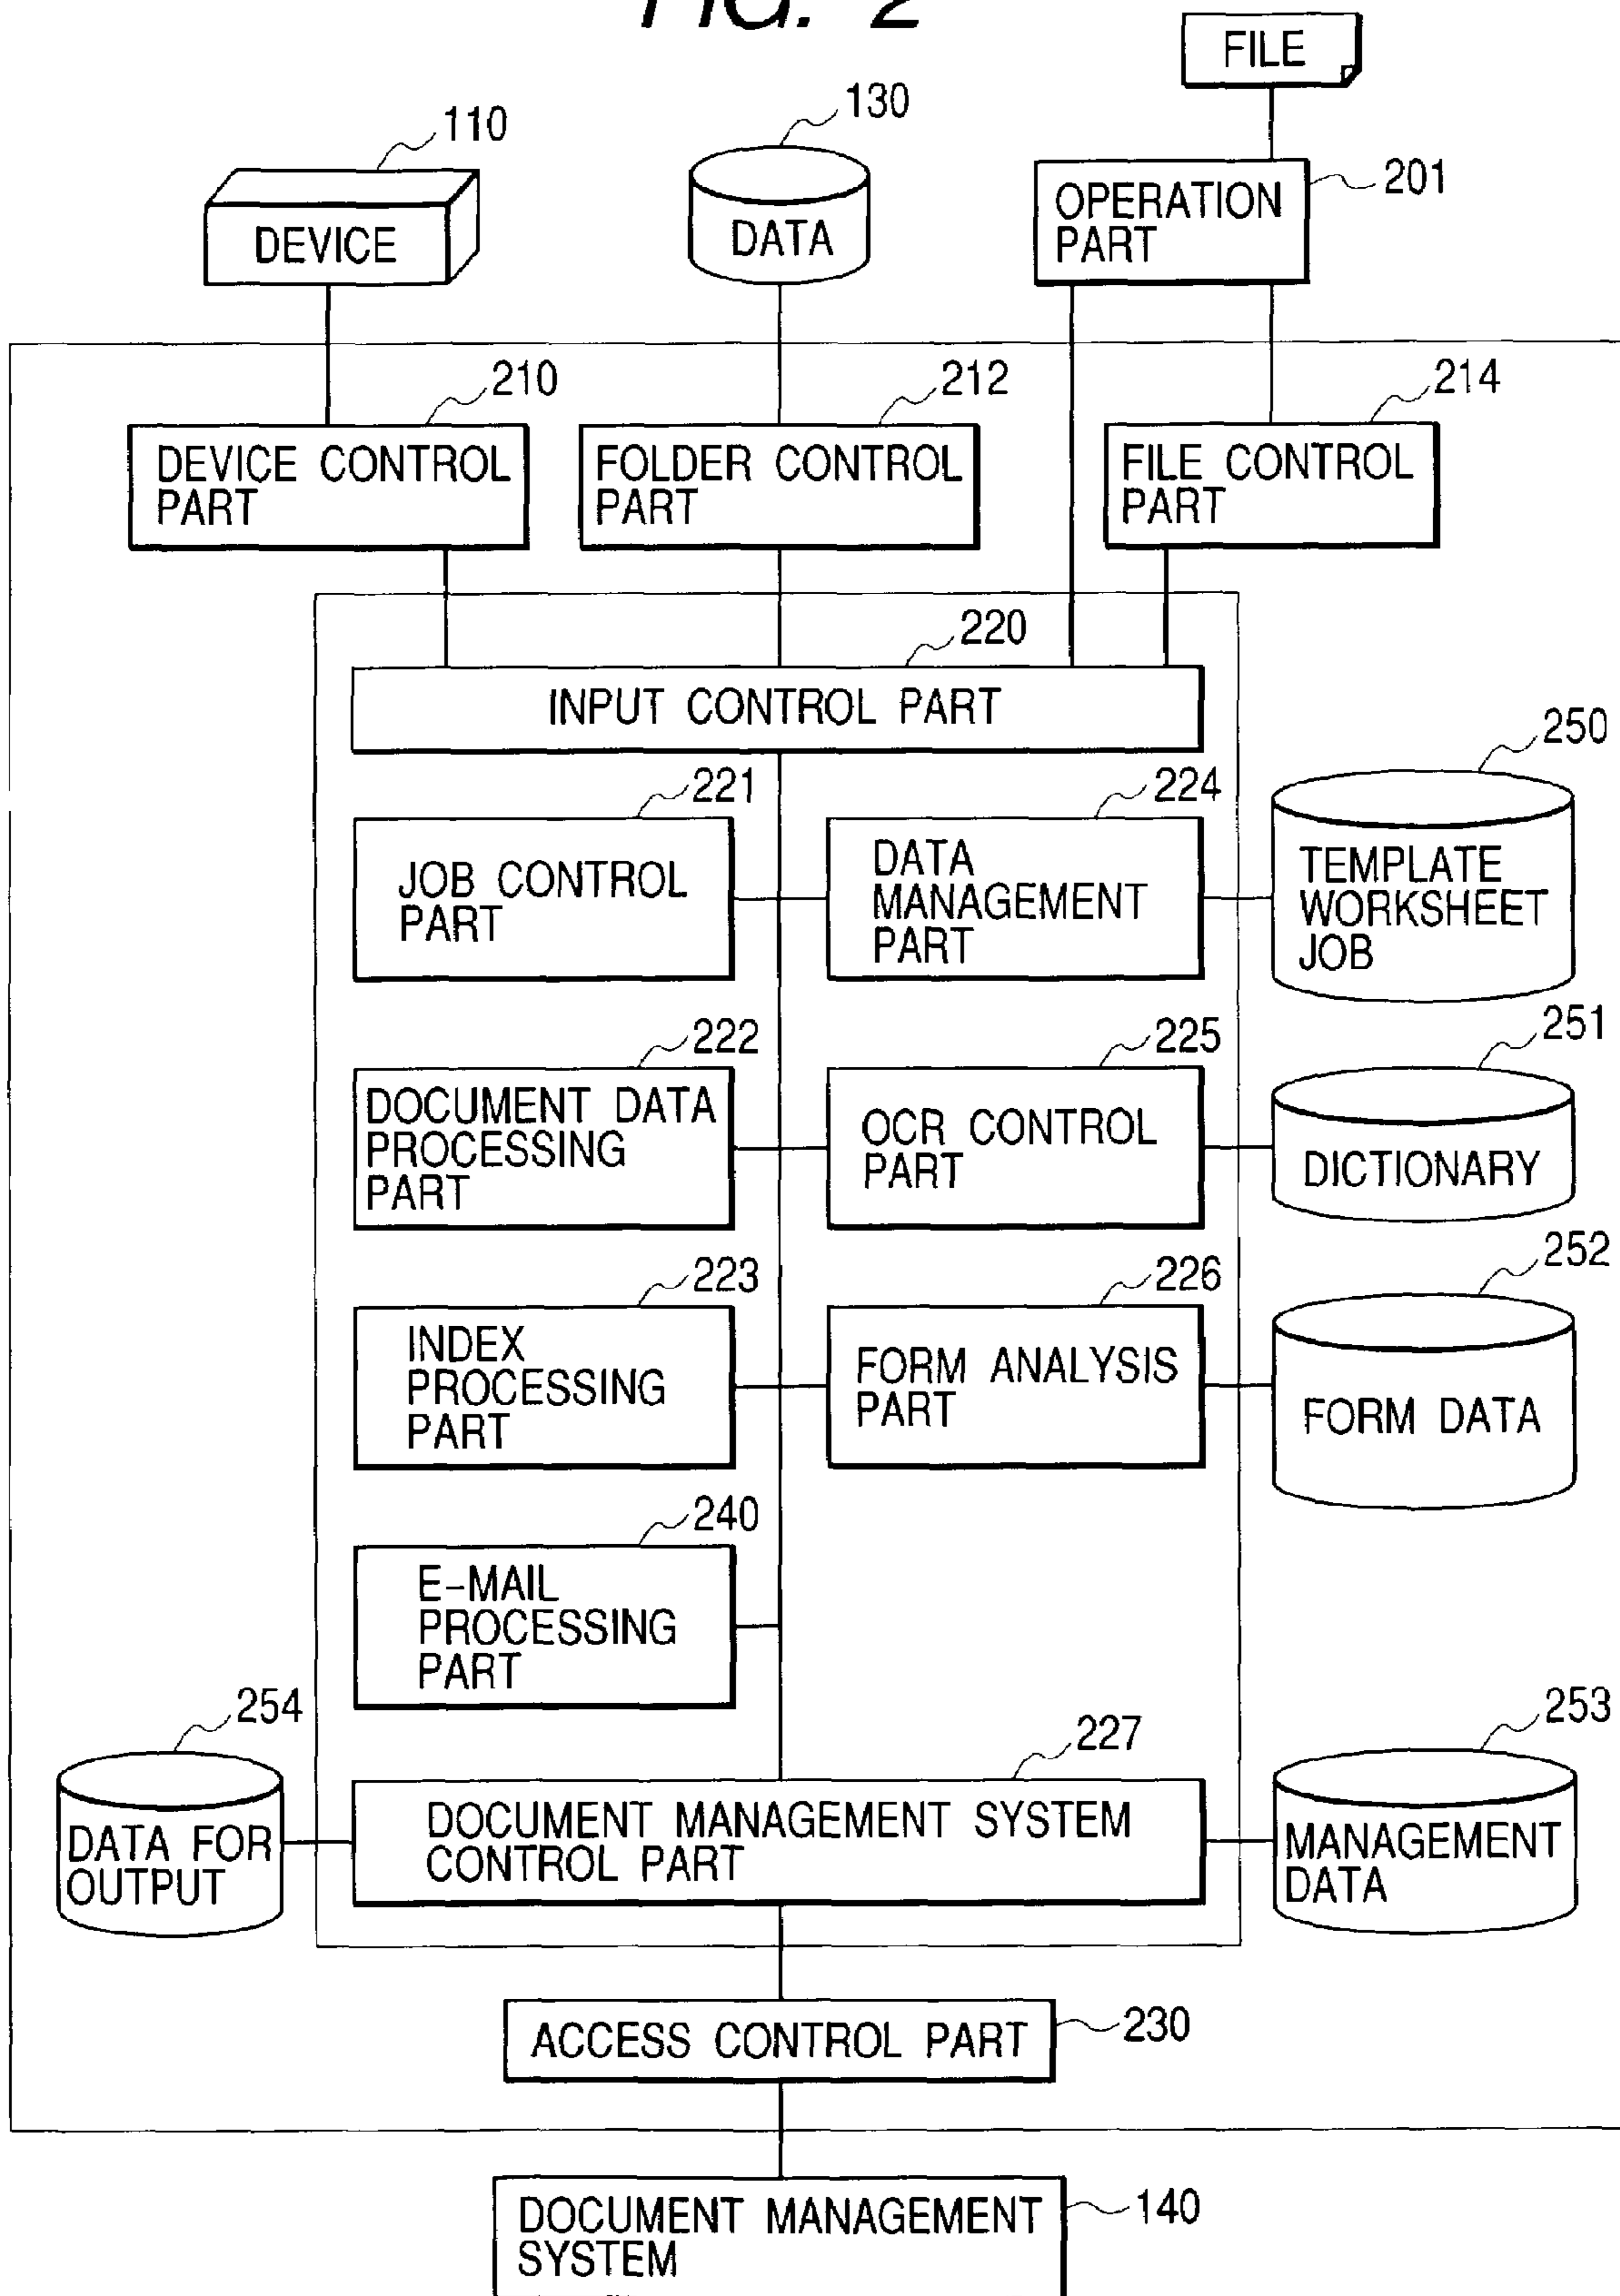 FIG. 2
FILE
110
130
201
DEVICE
DATA
OPERATION
PART
210
212
214
DEVICE CONTROL
PART
FOLDER CONTROL
PART
FILE CONTROL
PART
220
INPUT CONTROL PART
221
224
250
JOB CONTROL
PART
DATA
MANAGEMENT
PART
TEMPLATE
WORKSHEET
JOB
222
225
251
DOCUMENT DATA
PROCESSING
PART
OCR CONTROL
PART
DICTIONARY
223
226
252
INDEX
PROCESSING
PART
FORM ANALYSIS
PART
FORM DATA
240
E-MAIL
PROCESSING
PART
254
227
253
DATA FOR
OUTPUT
DOCUMENT MANAGEMENT SYSTEM
CONTROL PART
MANAGEMENT
DATA
ACCESS CONTROL PART
230
DOCUMENT MANAGEMENT
SYSTEM
140